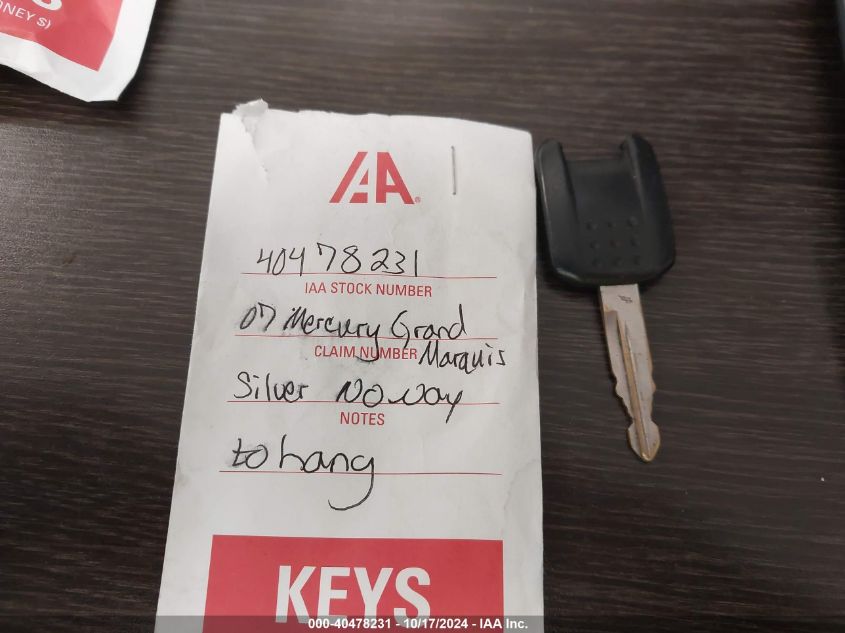 ONEY $)
IAA
40478231
IAA STOCK NUMBER
07 Mercury Grand
CLAIM NUMBER Marquis
Silver NO way
NOTES
to hang
KEYS
000-40478231 - 10/17/2024 - IAA Inc.